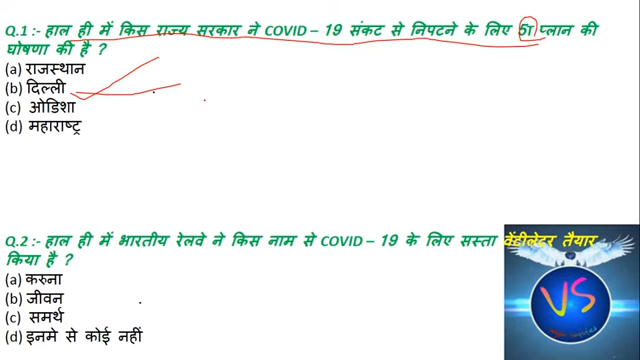 Q.1 :- हाल ही में किस राज्य सरकार ने COVID – 19 संकट से निपटने के लिए 5T प्लान की
घोषणा की है ?
(a) राजस्थान
(b) दिल्ली
(c) ओडिशा
(d) महाराष्ट्र
Q.2 :- हाल ही में भारतीय रेलवे ने किस नाम से COVID – 19 के लिए सस्ता वेंटीलेटर तैयार
किया है ?
(a) करुना
(b) जीवन
(c) समर्थ
(d) इनमे से कोई नहीं
VS